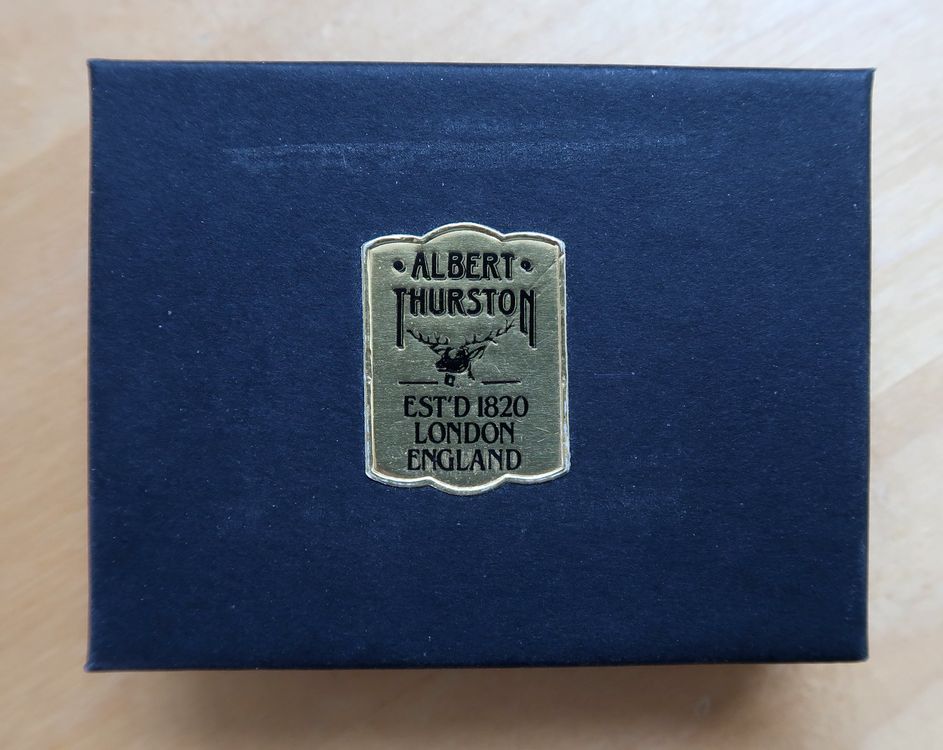 • ALBERT •
THURSTON
EST'D 1820
LONDON
ENGLAND